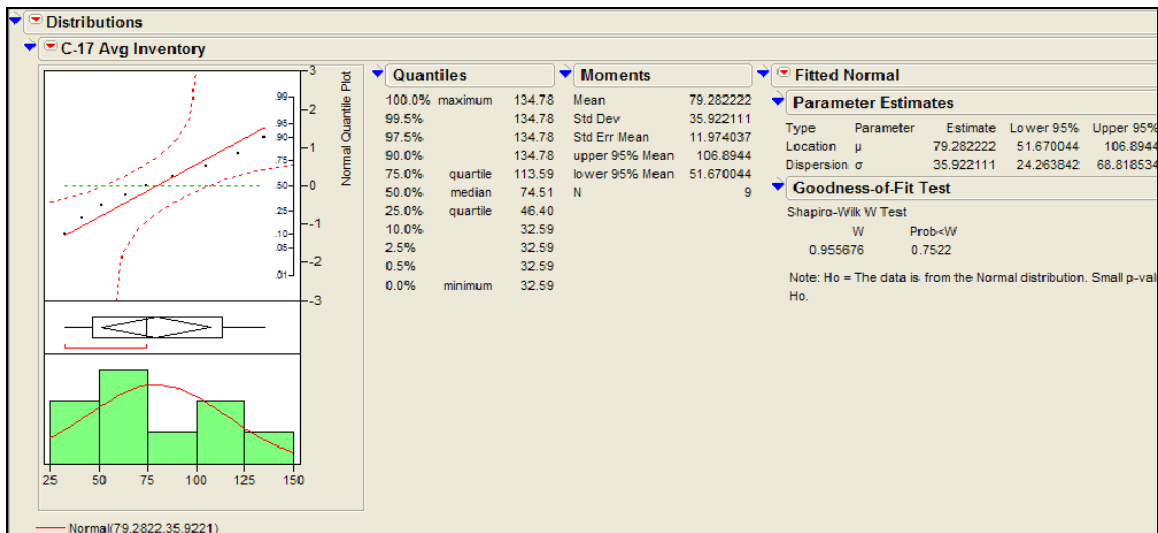 Distributions
C-17 Avg Inventory
3
2
1
0
-1
-2
-3
.99
.95
.90
.75
.50
.25
.10
.05
.01
Normal Quantile Plot
25 50 75 100 125 150
Normal(79.2822,35.9221)
Quantiles
100.0% maximum 134.78
99.5% 134.78
97.5% 134.78
90.0% 134.78
75.0% quartile 113.59
50.0% median 74.51
25.0% quartile 46.40
10.0% 32.59
2.5% 32.59
0.5% 32.59
0.0% minimum 32.59
Moments
Mean 79.282222
Std Dev 35.922111
Std Err Mean 11.974037
upper 95% Mean 106.8944
lower 95% Mean 51.670044
N 9
Fitted Normal
Parameter Estimates
Type Parameter Estimate Lower 95% Upper 95%
Location μ 79.282222 51.670044 106.8944
Dispersion σ 35.922111 24.263842 68.818534
Goodness-of-Fit Test
Shapiro-Wilk W Test
W Prob<W
0.955676 0.7522
Note: Ho = The data is from the Normal distribution. Small p-val
Ho.